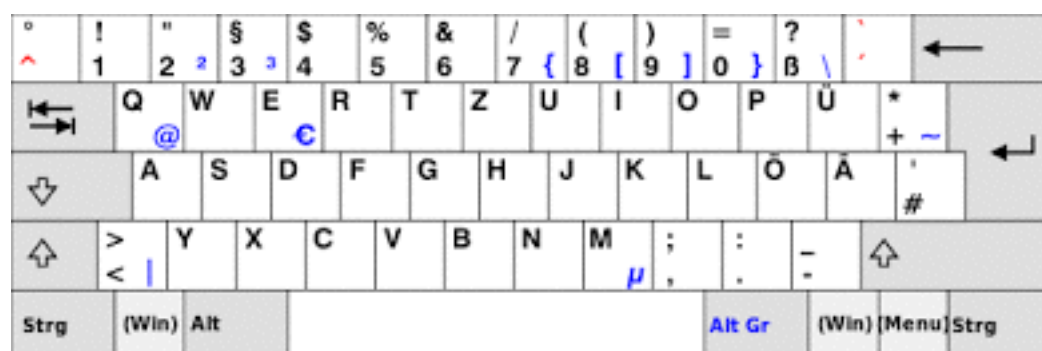 ° ! " § $ % & / ( ) = ? `
^ 1 2 ² 3 ³ 4 5 6 7 { 8 [ 9 ] 0 } ß \ ´
Q W E R T Z U I O P Ü *
@ € + ~
A S D F G H J K L Ö Ä '
#
> Y X C V B N M ; : _
< | µ , . -
Strg (Win) Alt Alt Gr (Win) (Menu) Strg